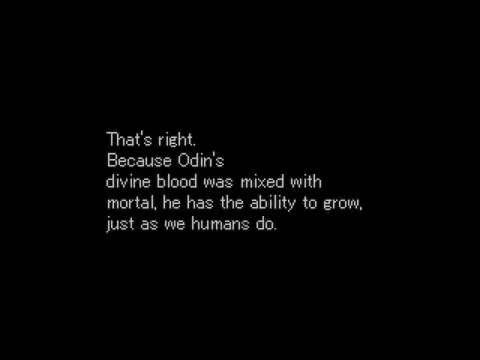 That's right.
Because Odin's
divine blood was mixed with
mortal, he has the ability to grow,
just as we humans do.